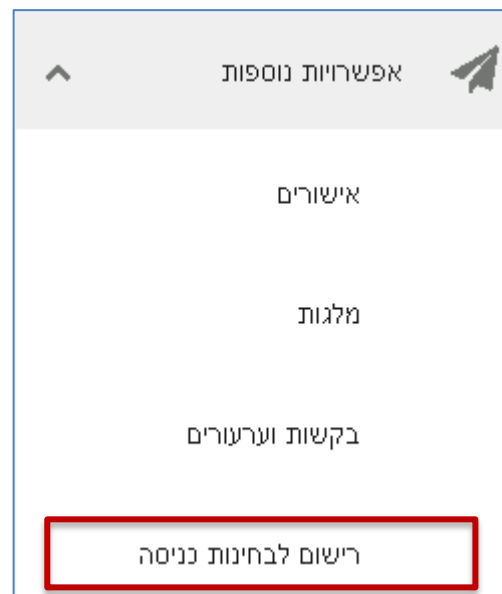 אפשרויות נוספות
אישורים
מלגות
בקשות וערעורים
רישום לבחינות כניסה